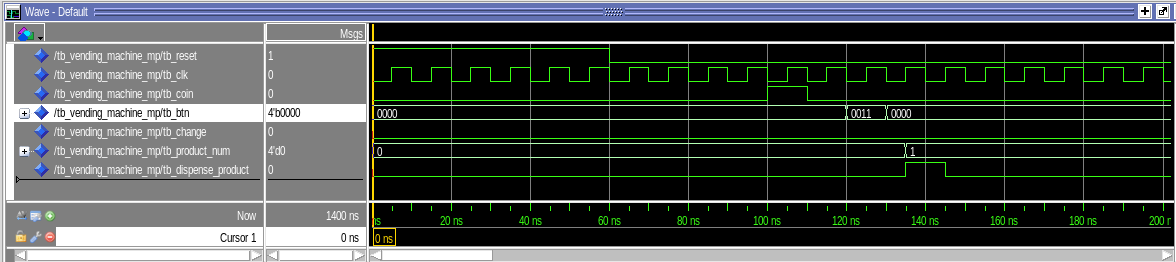 Wave - Default
Msgs
/tb_vending_machine_mp/tb_reset 1
/tb_vending_machine_mp/tb_clk 0
/tb_vending_machine_mp/tb_coin 0
/tb_vending_machine_mp/tb_btn 4'b0000 0000 0011 0000
/tb_vending_machine_mp/tb_change 0
/tb_vending_machine_mp/tb_product_num 4'd0 0 1
/tb_vending_machine_mp/tb_dispense_product 0
Now 1400 ns ns 20 ns 40 ns 60 ns 80 ns 100 ns 120 ns 140 ns 160 ns 180 ns 200 n
Cursor 1 0 ns 0 ns